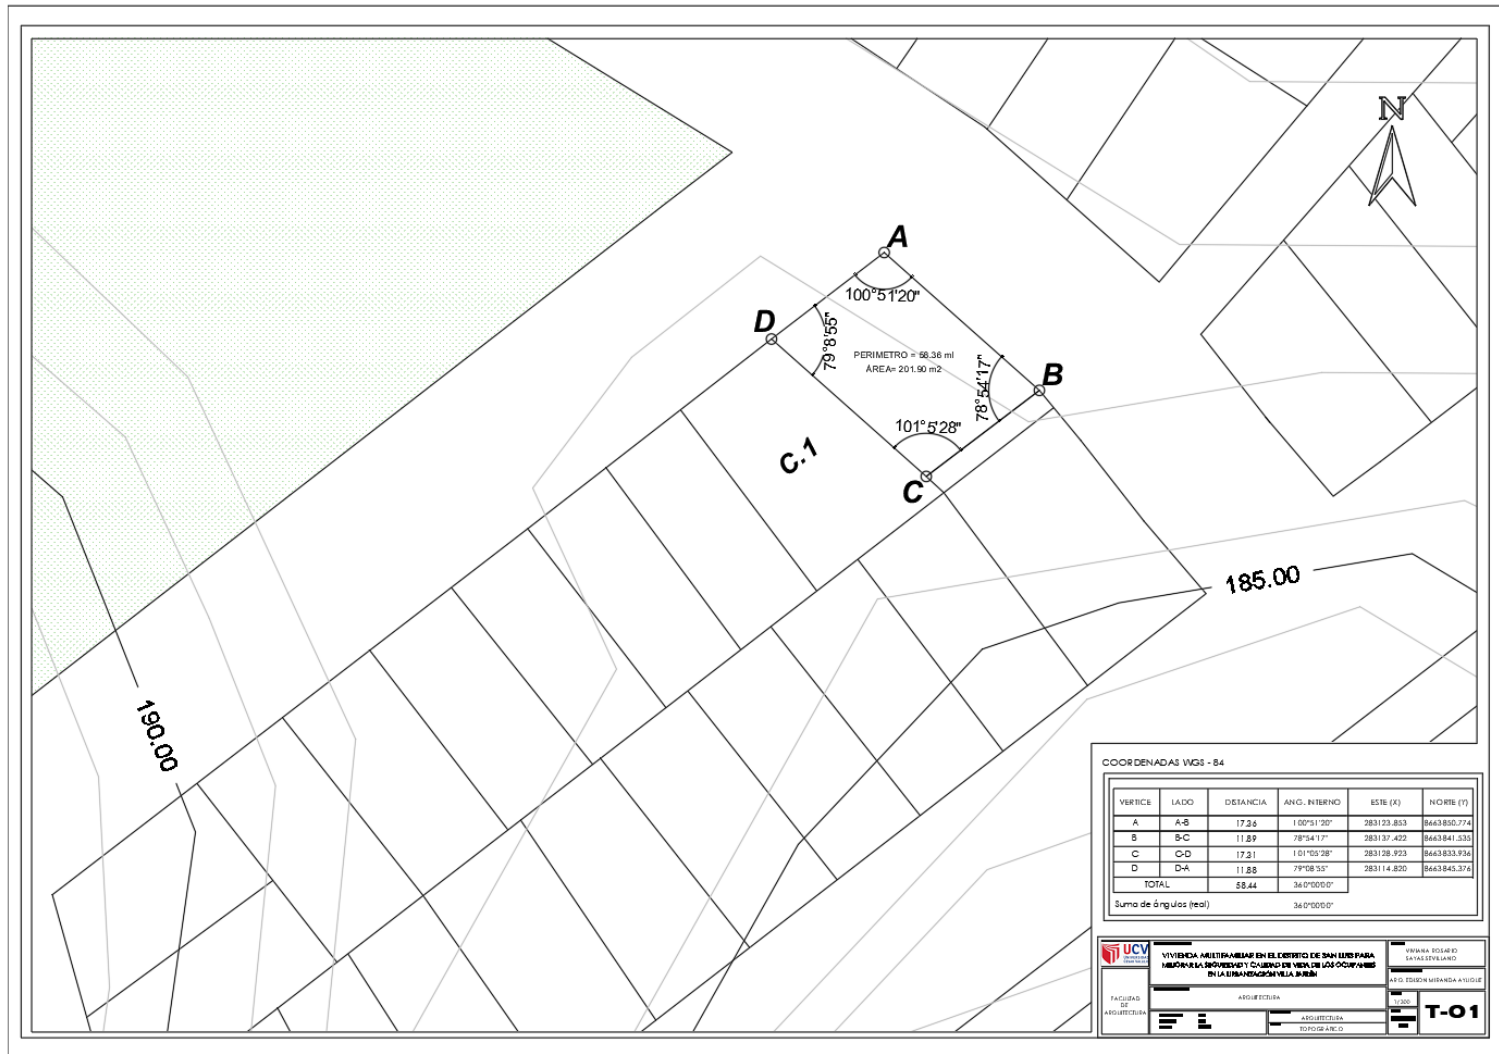 N
A
100°51'20"
D
79°8'55"
PERIMETRO = 58.36 ml
ÁREA= 201.90 m2
78°54'17"
B
101°5'28"
C.1
C
185.00
190.00
COORDENADAS WGS - 84
VERTICE LADO DISTANCIA ANG. INTERNO ESTE (X) NORTE (Y)
A A-B 17.36 100°51'20" 283123.853 8663850.774
B B-C 11.89 78°54'17" 283137.422 8663841.535
C C-D 17.31 101°05'28" 283128.923 8663833.936
D D-A 11.88 79°08'55" 283114.820 8663845.376
TOTAL 58.44 360°00'00"
Suma de ángulos (real) 360°00'00"
UCV
VIVIENDA MULTIFAMILIAR EN EL DISTRITO DE SAN LUIS PARA
MEJORAR LA SEGURIDAD Y CALIDAD DE VIDA DE LOS OCUPANTES
EN LA URBANIZACIÓN VILLA JARDÍN
VIVIANA ROSARIO
SAYAS SEVILLANO
ARQ. EDISON MIRANDA AYUQUE
FACULTAD
DE
ARQUITECTURA
ARQUITECTURA
1/300
ARQUITECTURA
TOPOGRÁFICO
T-01